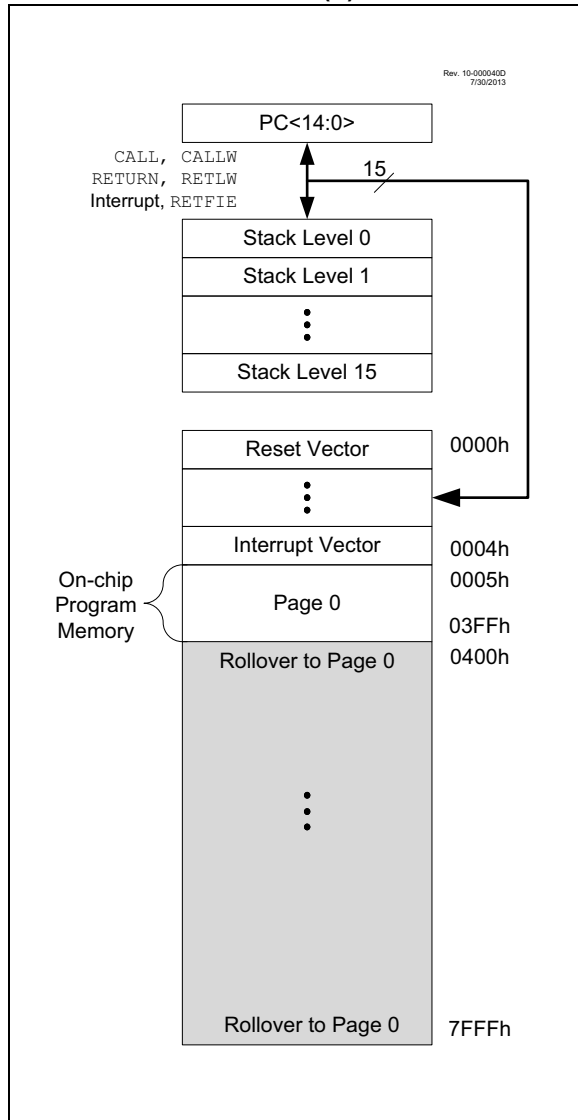 Rev. 10-000040D
7/30/2013
PC<14:0>
CALL, CALLW
RETURN, RETLW
Interrupt, RETFIE
15
Stack Level 0
Stack Level 1
Stack Level 15
Reset Vector
0000h
Interrupt Vector
0004h
On-chip
Program
Memory
Page 0
0005h
03FFh
Rollover to Page 0
0400h
Rollover to Page 0
7FFFh